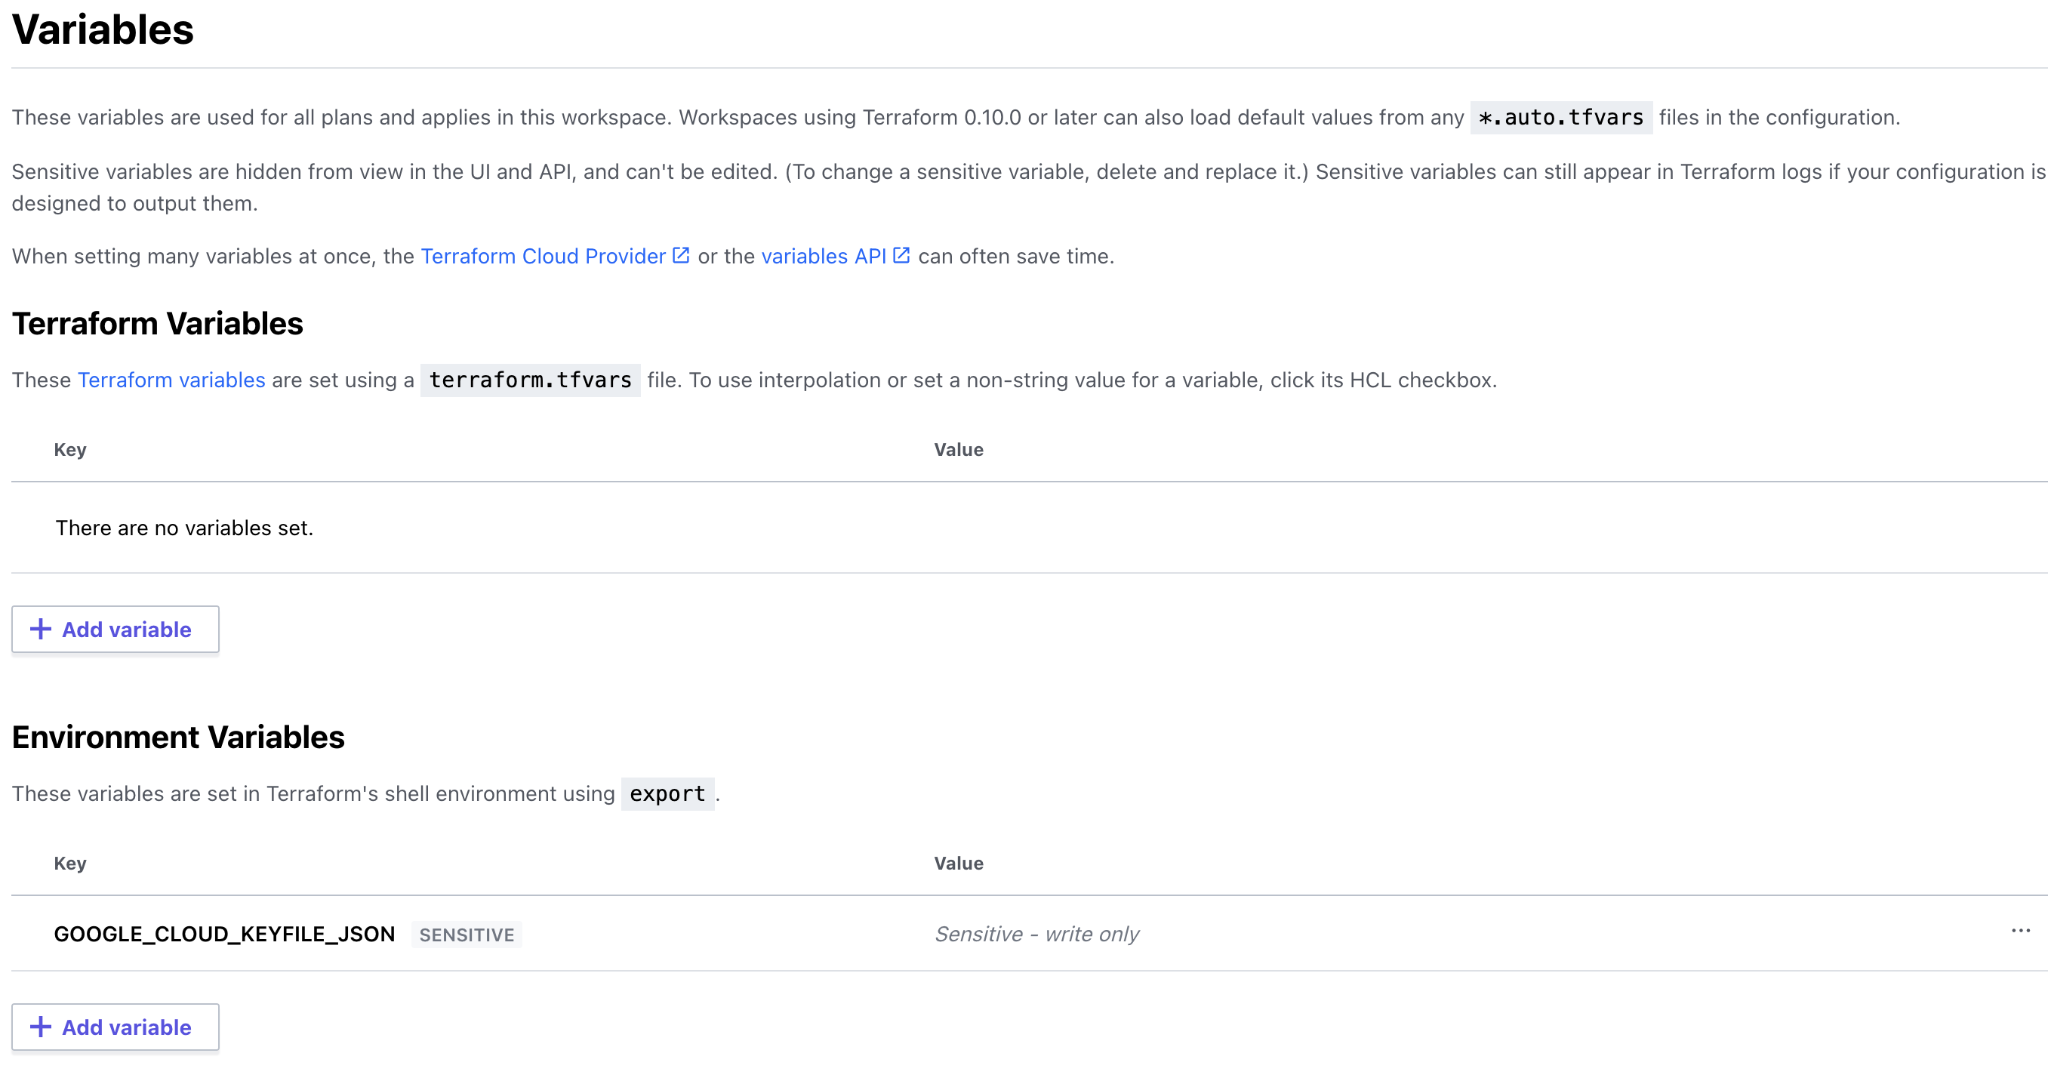 Variables
These variables are used for all plans and applies in this workspace. Workspaces using Terraform 0.10.0 or later can also load default values from any *.auto.tfvars files in the configuration.
Sensitive variables are hidden from view in the UI and API, and can't be edited. (To change a sensitive variable, delete and replace it.) Sensitive variables can still appear in Terraform logs if your configuration is
designed to output them.
When setting many variables at once, the Terraform Cloud Provider or the variables API can often save time.
Terraform Variables
These Terraform variables are set using a terraform.tfvars file. To use interpolation or set a non-string value for a variable, click its HCL checkbox.
Key Value
There are no variables set.
+ Add variable
Environment Variables
These variables are set in Terraform's shell environment using export.
Key Value
GOOGLE_CLOUD_KEYFILE_JSON SENSITIVE Sensitive - write only ...
+ Add variable